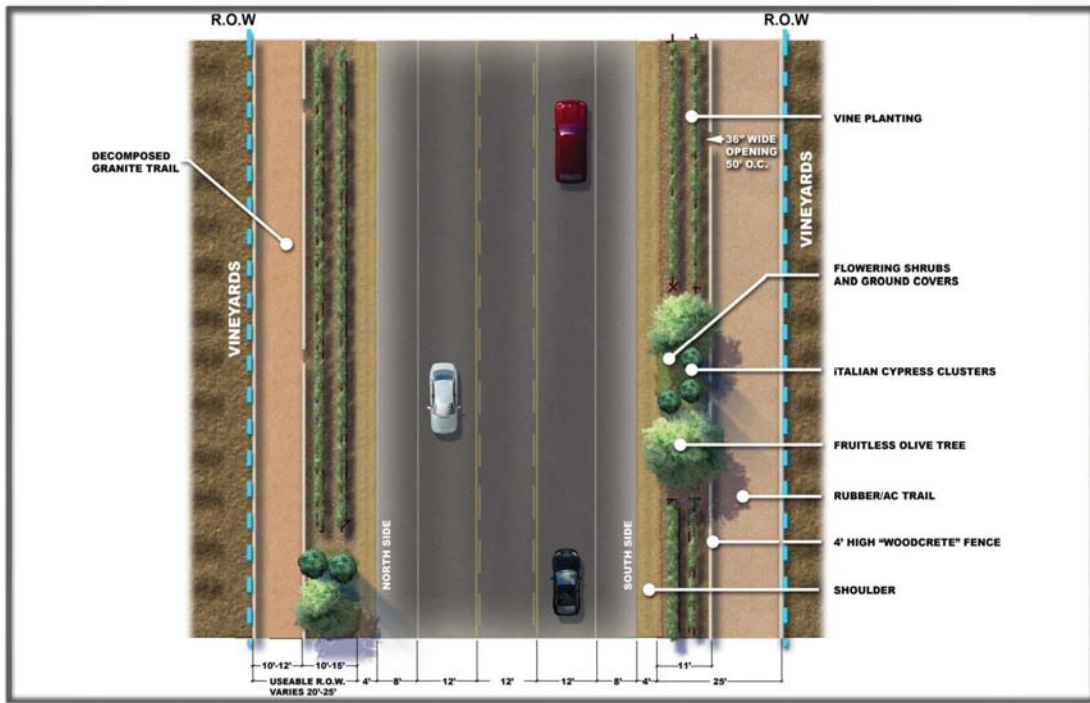 R.O.W
R.O.W
DECOMPOSED
GRANITE TRAIL
VINEYARDS
NORTH SIDE
SOUTH SIDE
36" WIDE
OPENING
50' O.C.
VINEYARDS
VINE PLANTING
FLOWERING SHRUBS
AND GROUND COVERS
iTALIAN CYPRESS CLUSTERS
FRUITLESS OLIVE TREE
RUBBER/AC TRAIL
4' HIGH “WOODCRETE” FENCE
SHOULDER
10'-12'
10'-15'
11'
USEABLE R.O.W.
VARIES 20'-25'
4'
8'
12'
12'
12'
8'
4'
25'